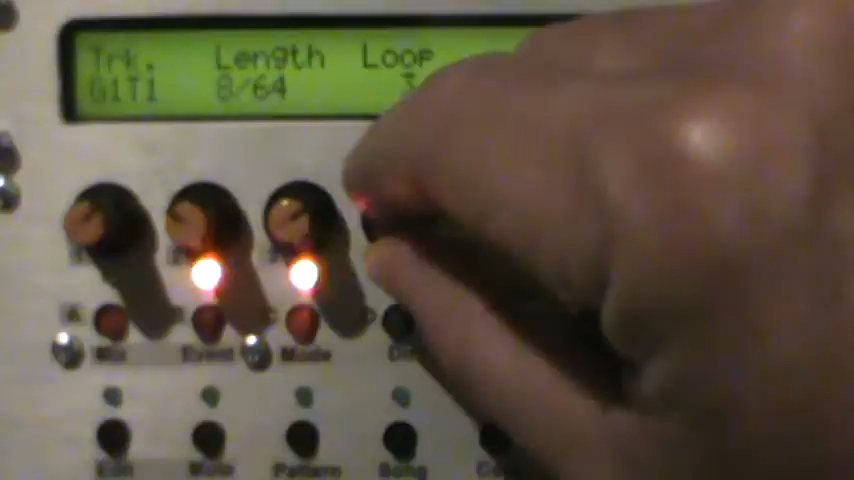 Trk. Length Loop
G1T1 8/64
A
Mix Event Mode
Edit Mute Pattern Song